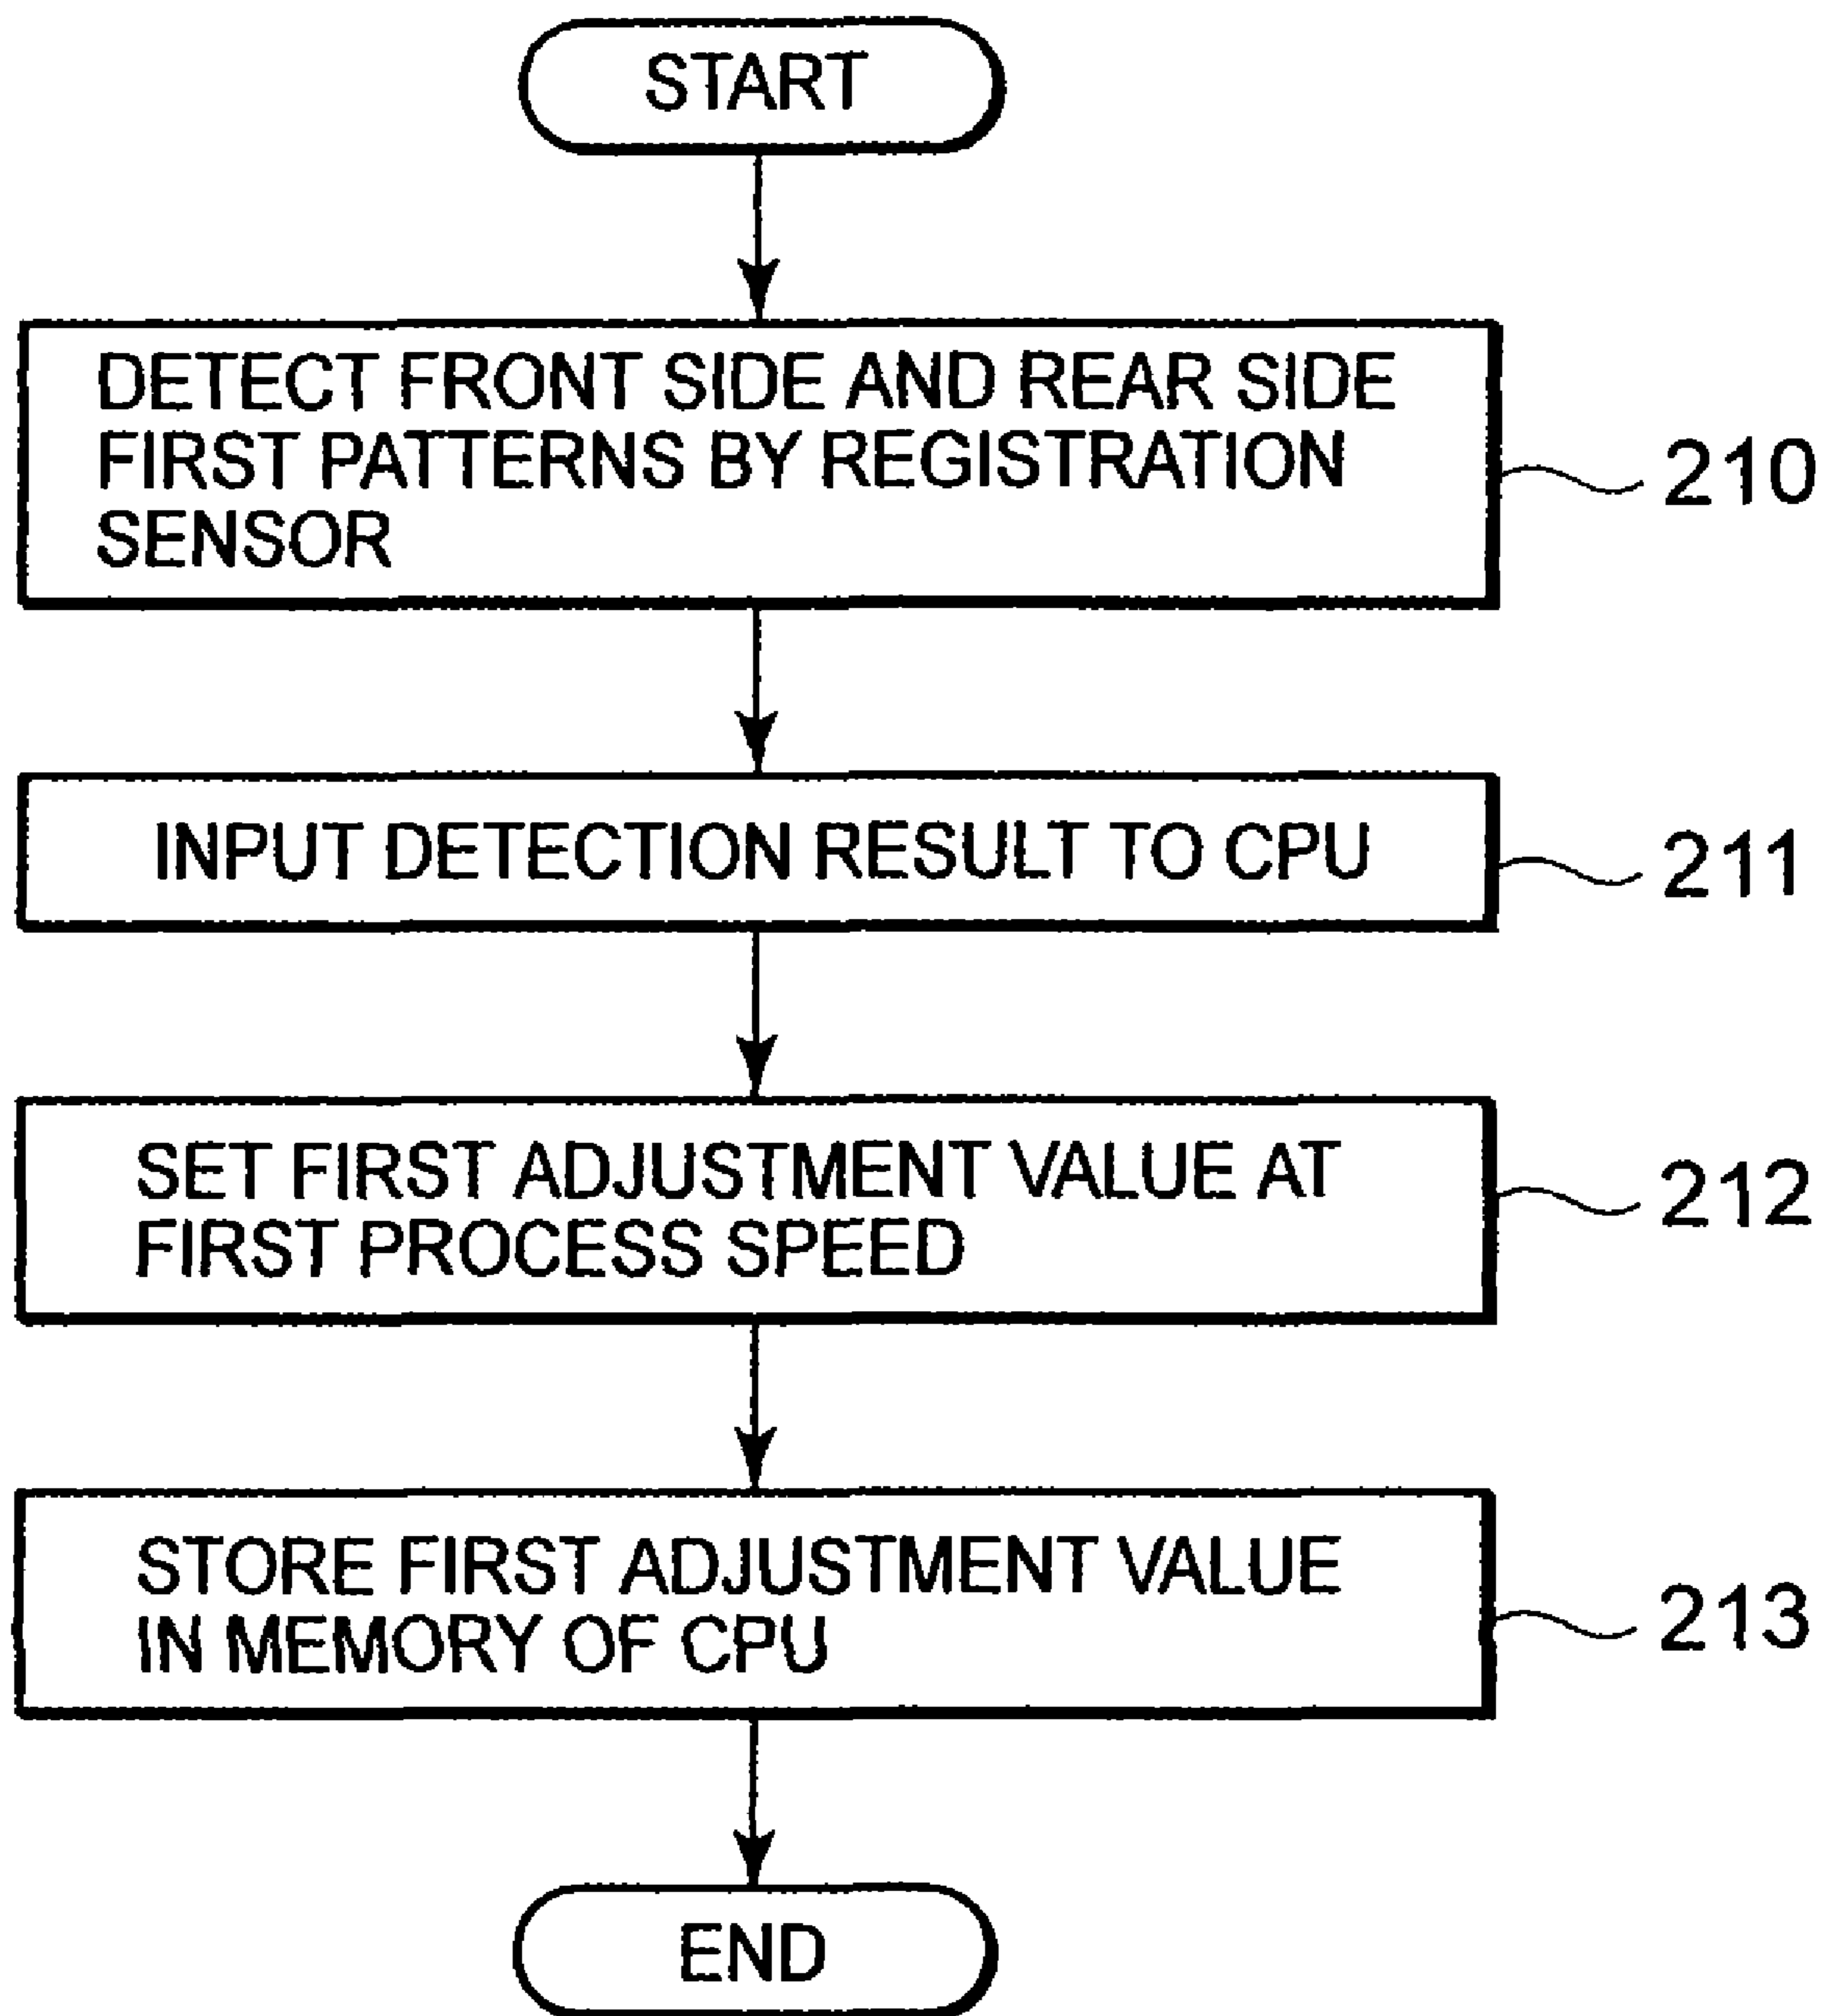 START
DETECT FRONT SIDE AND REAR SIDE
FIRST PATTERNS BY REGISTRATION
SENSOR
210
INPUT DETECTION RESULT TO CPU
211
SET FIRST ADJUSTMENT VALUE AT
FIRST PROCESS SPEED
212
STORE FIRST ADJUSTMENT VALUE
IN MEMORY OF CPU
213
END